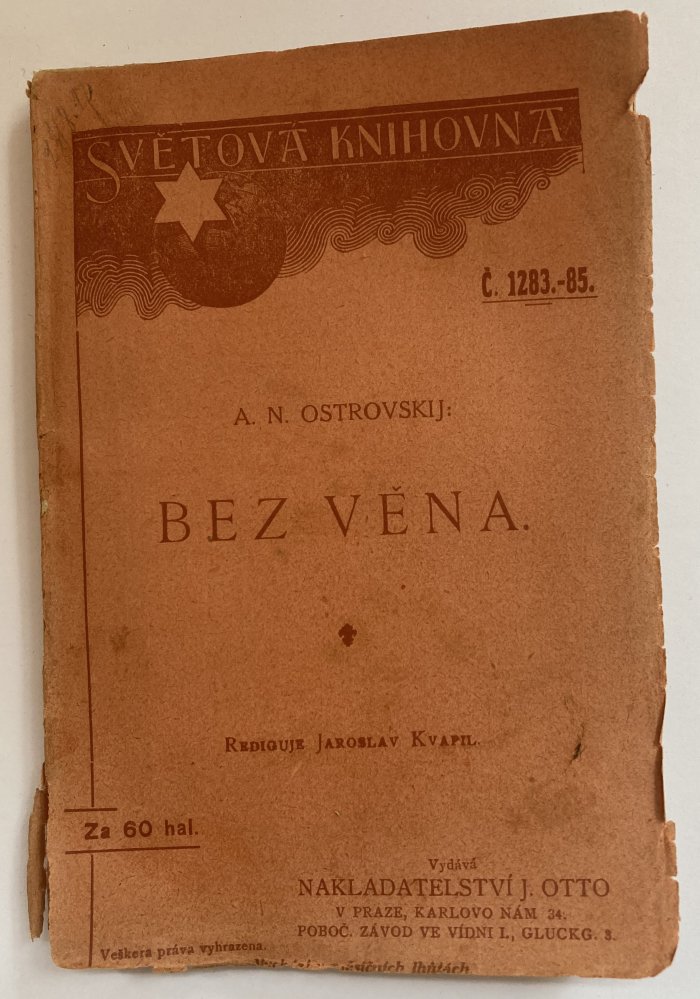 SVĚTOVÁ KNIHOVNA
Č. 1283.-85.
A. N. OSTROVSKIJ:
BEZ VĚNA.
REDIGUJE JAROSLAV KVAPIL.
Za 60 hal.
Vydává
NAKLADATELSTVÍ J. OTTO
V PRAZE, KARLOVO NÁM 34.
POBOČ. ZÁVOD VE VÍDNI I., GLUCKG. 3.
Veškera práva vyhrazena.
lhůtách